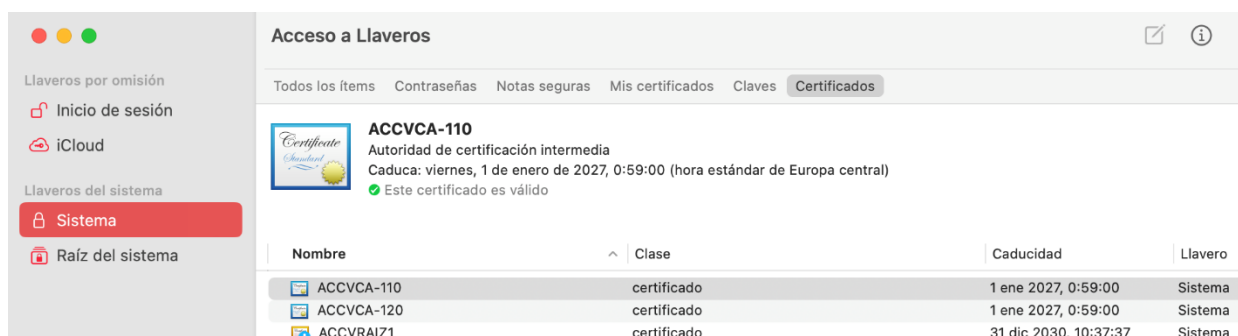 Acceso a Llaveros
Llaveros por omisión
Inicio de sesión
iCloud
Llaveros del sistema
Sistema
Raíz del sistema
Todos los ítems Contraseñas Notas seguras Mis certificados Claves Certificados
Certificate
Standard
ACCVCA-110
Autoridad de certificación intermedia
Caduca: viernes, 1 de enero de 2027, 0:59:00 (hora estándar de Europa central)
Este certificado es válido
Nombre Clase Caducidad Llavero
ACCVCA-110 certificado 1 ene 2027, 0:59:00 Sistema
ACCVCA-120 certificado 1 ene 2027, 0:59:00 Sistema
ACCVRAIZ1 certificado 31 dic 2030, 10:37:37 Sistema